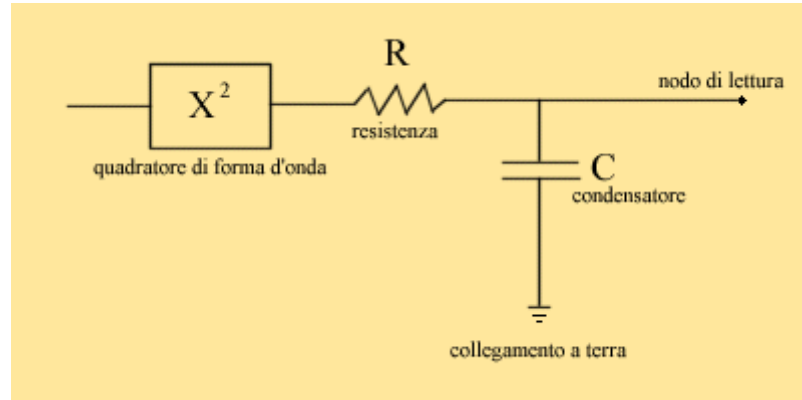 R
nodo di lettura
X²
resistenza
quadratore di forma d'onda
C
condensatore
collegamento a terra